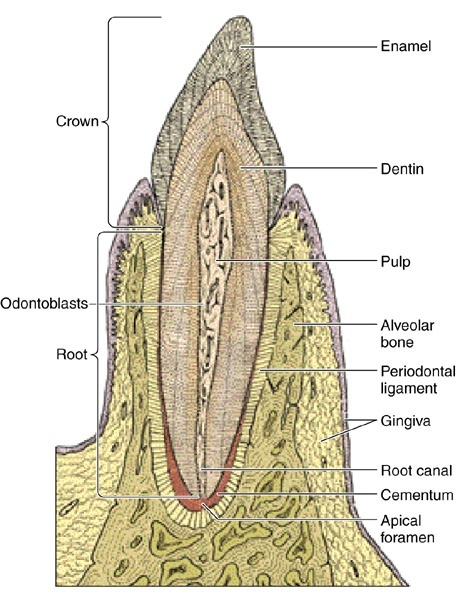 Enamel
Crown
Dentin
Pulp
Odontoblasts
Alveolar
bone
Root
Periodontal
ligament
Gingiva
Root canal
Cementum
Apical
foramen